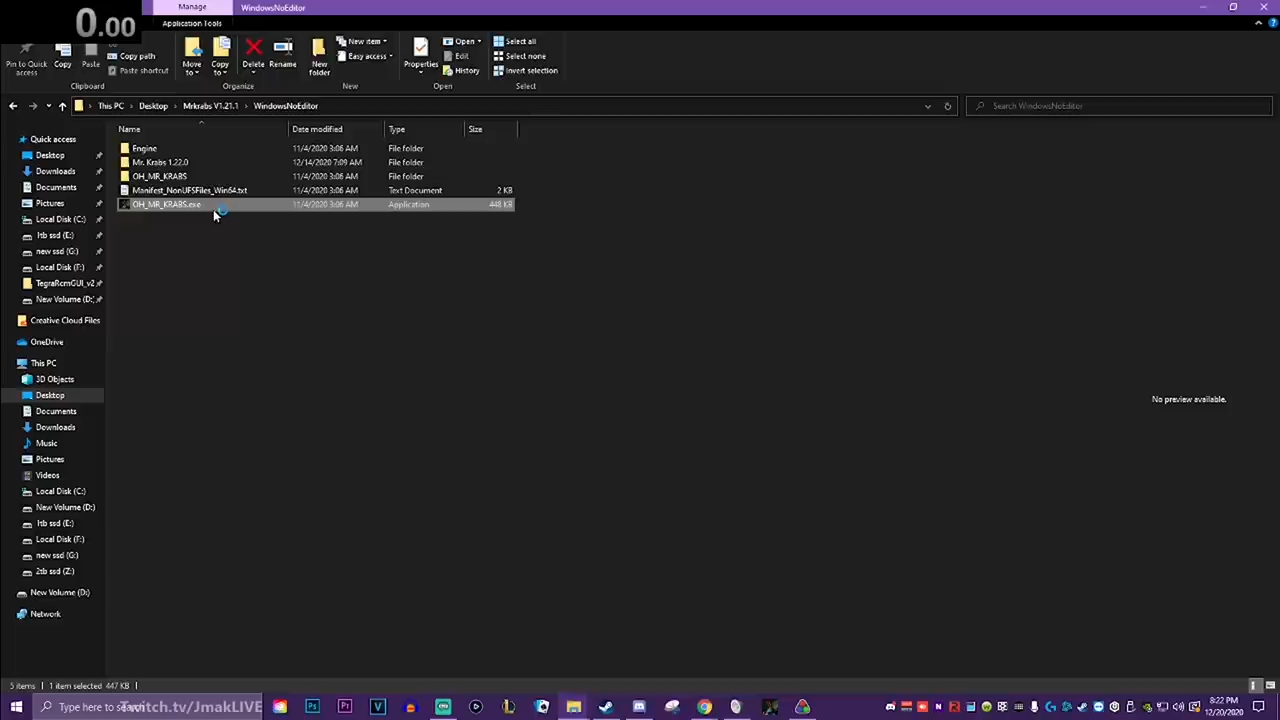 0.00
Manage
WindowsNoEditor
Application Tools
Pin to Quick access
Copy
Paste
Copy path
Paste shortcut
Clipboard
Move to
Copy to
Delete
Rename
Organize
New folder
New item
Easy access
New
Properties
Open
Edit
History
Open
Select all
Select none
Invert selection
Select
This PC
Desktop
Mrkrabs V1.21.1
WindowsNoEditor
Search WindowsNoEditor
Name
Date modified
Type
Size
Engine 11/4/2020 3:06 AM File folder
Mr. Krabs 1.22.0 12/14/2020 7:09 AM File folder
OH_MR_KRABS 11/4/2020 3:06 AM File folder
Manifest_NonUFSFiles_Win64.txt 11/4/2020 3:06 AM Text Document 2 KB
OH_MR_KRABS.exe 11/4/2020 3:06 AM Application 448 KB
Quick access
Desktop
Downloads
Documents
Pictures
Local Disk (C:)
1tb ssd (E:)
new ssd (G:)
Local Disk (F:)
TegraRcmGUI_v2
New Volume (D:)
Creative Cloud Files
OneDrive
This PC
3D Objects
Desktop
Documents
Downloads
Music
Pictures
Videos
Local Disk (C:)
New Volume (D:)
1tb ssd (E:)
Local Disk (F:)
new ssd (G:)
2tb ssd (Z:)
New Volume (D:)
Network
No preview available.
5 items
1 item selected 447 KB
Type here to search
Twitch.tv/JmakLIVE
8:22 PM
12/20/2020